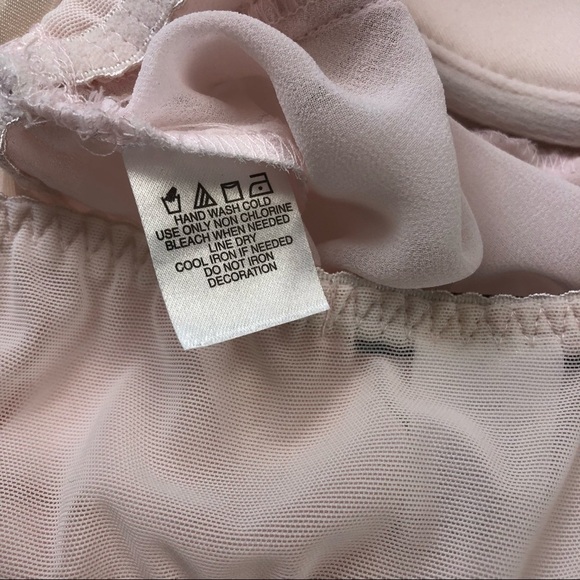 HAND WASH COLD
USE ONLY NON CHLORINE
BLEACH WHEN NEEDED
LINE DRY
COOL IRON IF NEEDED
DO NOT IRON
DECORATION